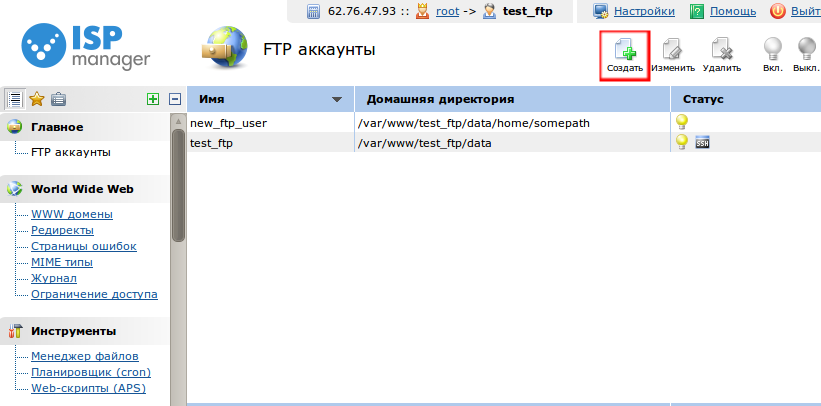 62.76.47.93 :: root -> test_ftp Настройки Помощь Выйт
ISP
manager
FTP аккаунты
Создать Изменить Удалить Вкл. Выкл.
Имя Домашняя директория Статус
new_ftp_user /var/www/test_ftp/data/home/somepath
test_ftp /var/www/test_ftp/data SSH
Главное
FTP аккаунты
World Wide Web
WWW домены
Редиректы
Страницы ошибок
MIME типы
Журнал
Ограничение доступа
Инструменты
Менеджер файлов
Планировщик (cron)
Web-скрипты (APS)